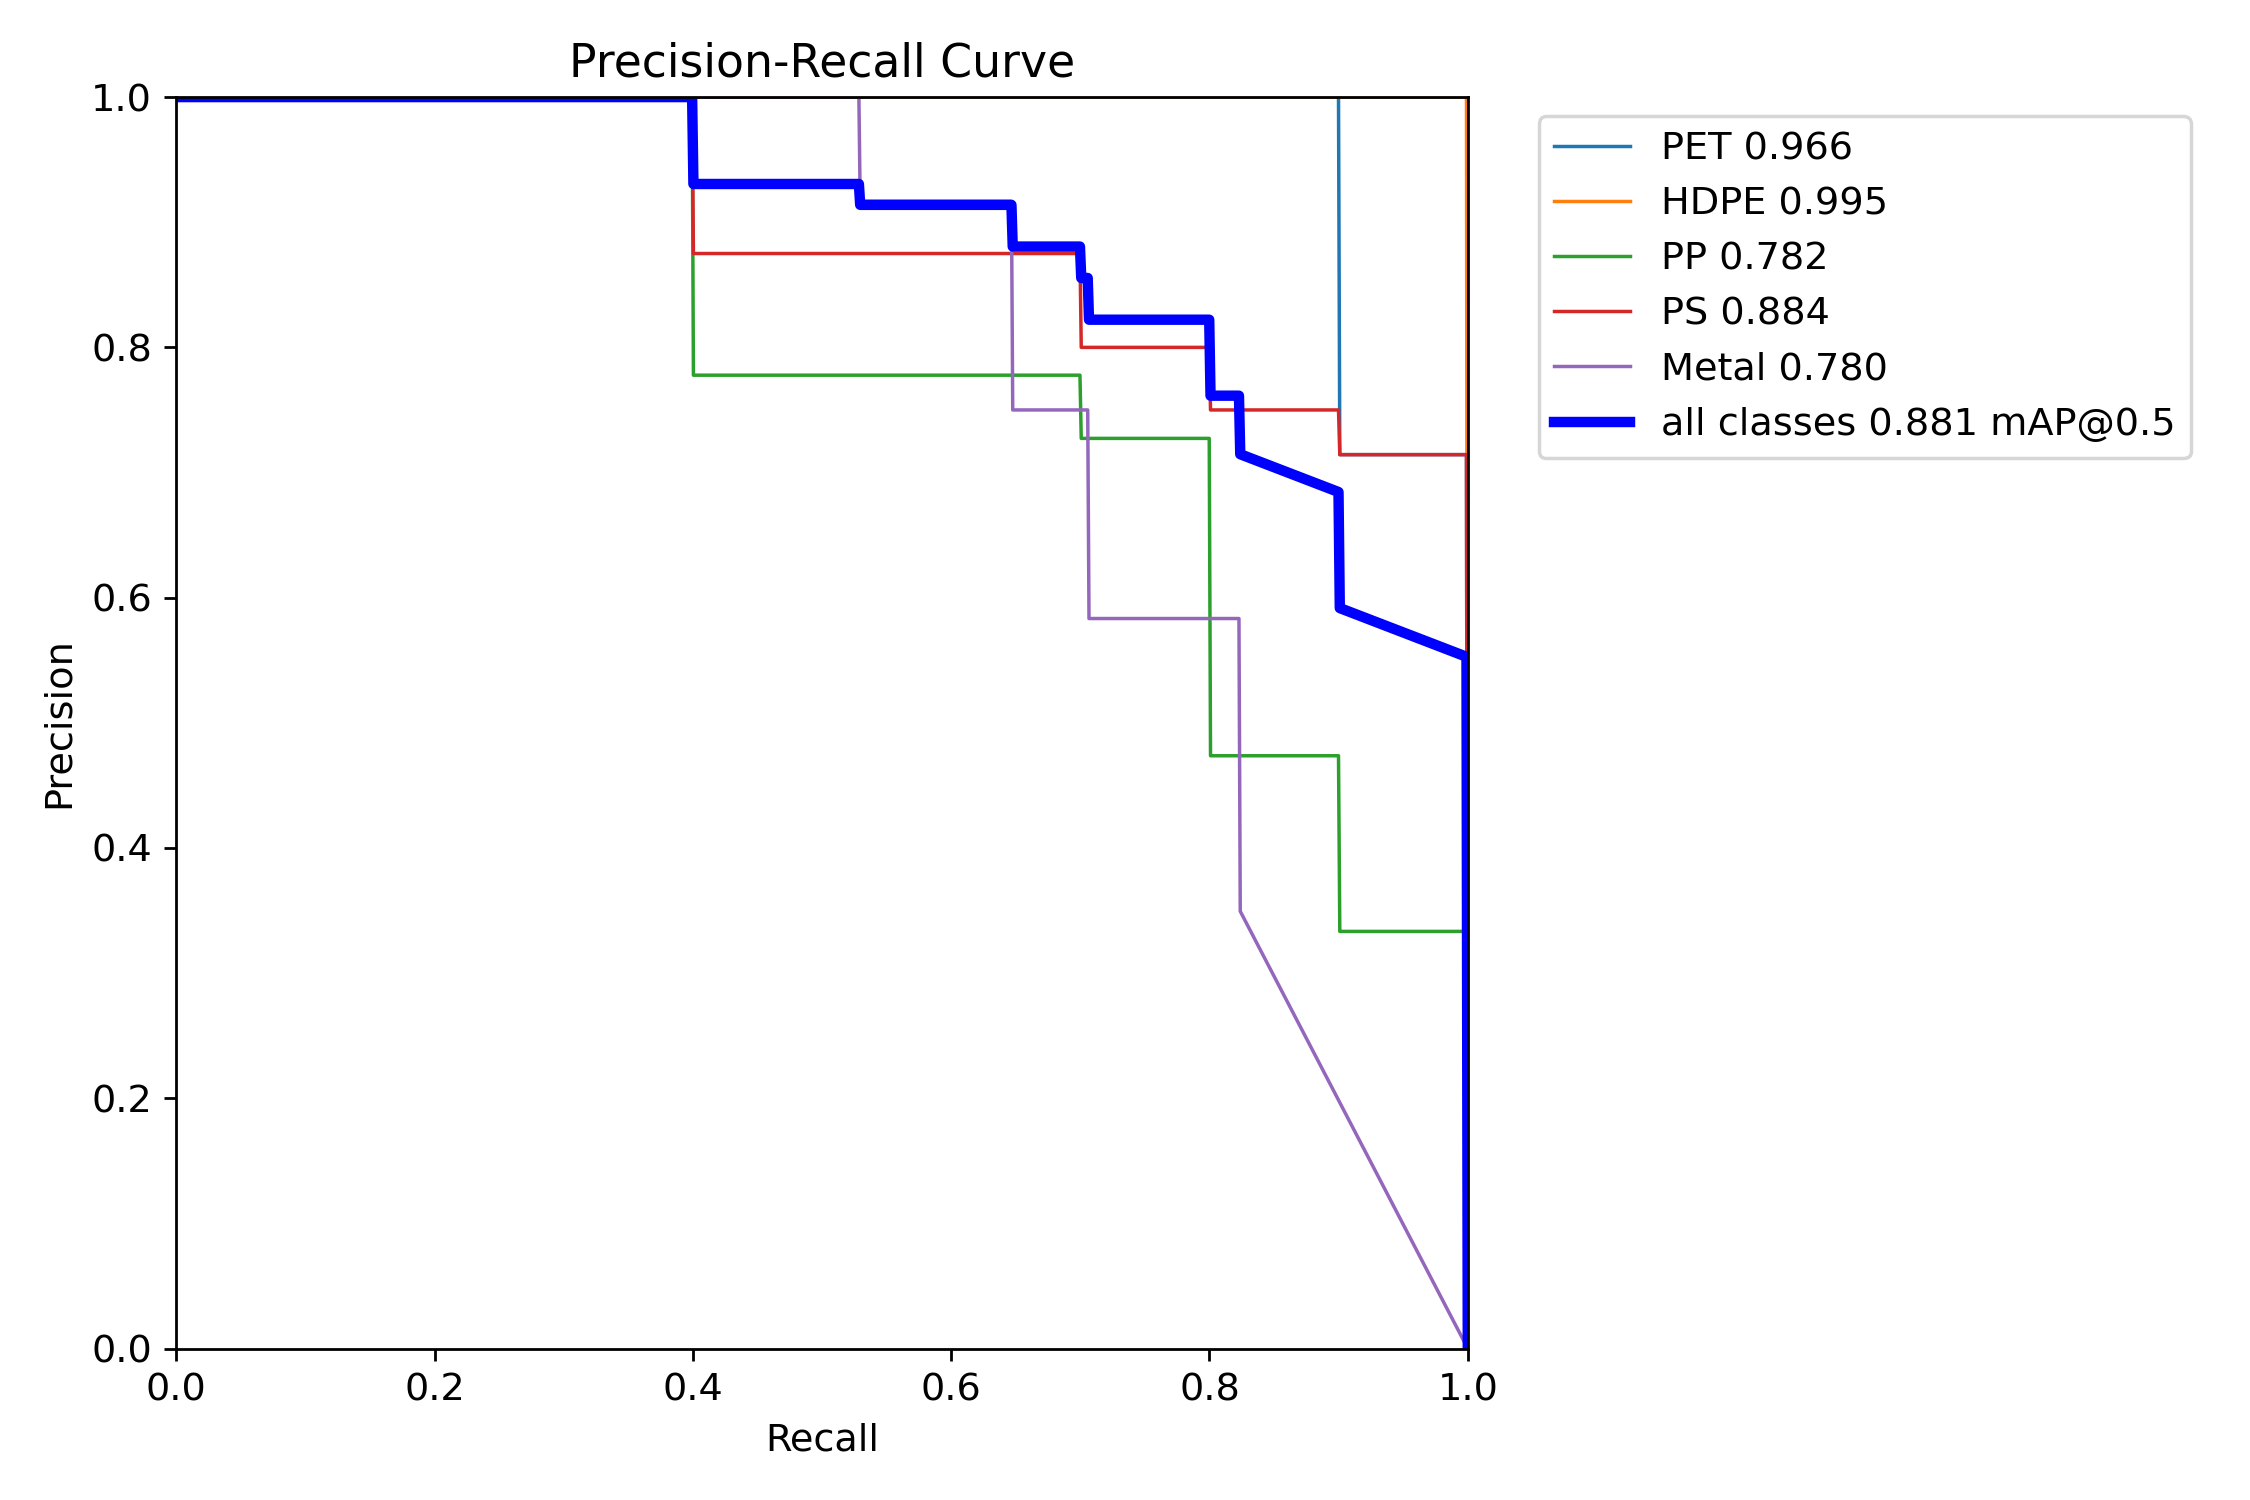 Precision-Recall Curve
1.0
0.8
0.6
0.4
0.2
0.0
Precision
0.0 0.2 0.4 0.6 0.8 1.0
Recall
PET 0.966
HDPE 0.995
PP 0.782
PS 0.884
Metal 0.780
all classes 0.881 mAP@0.5